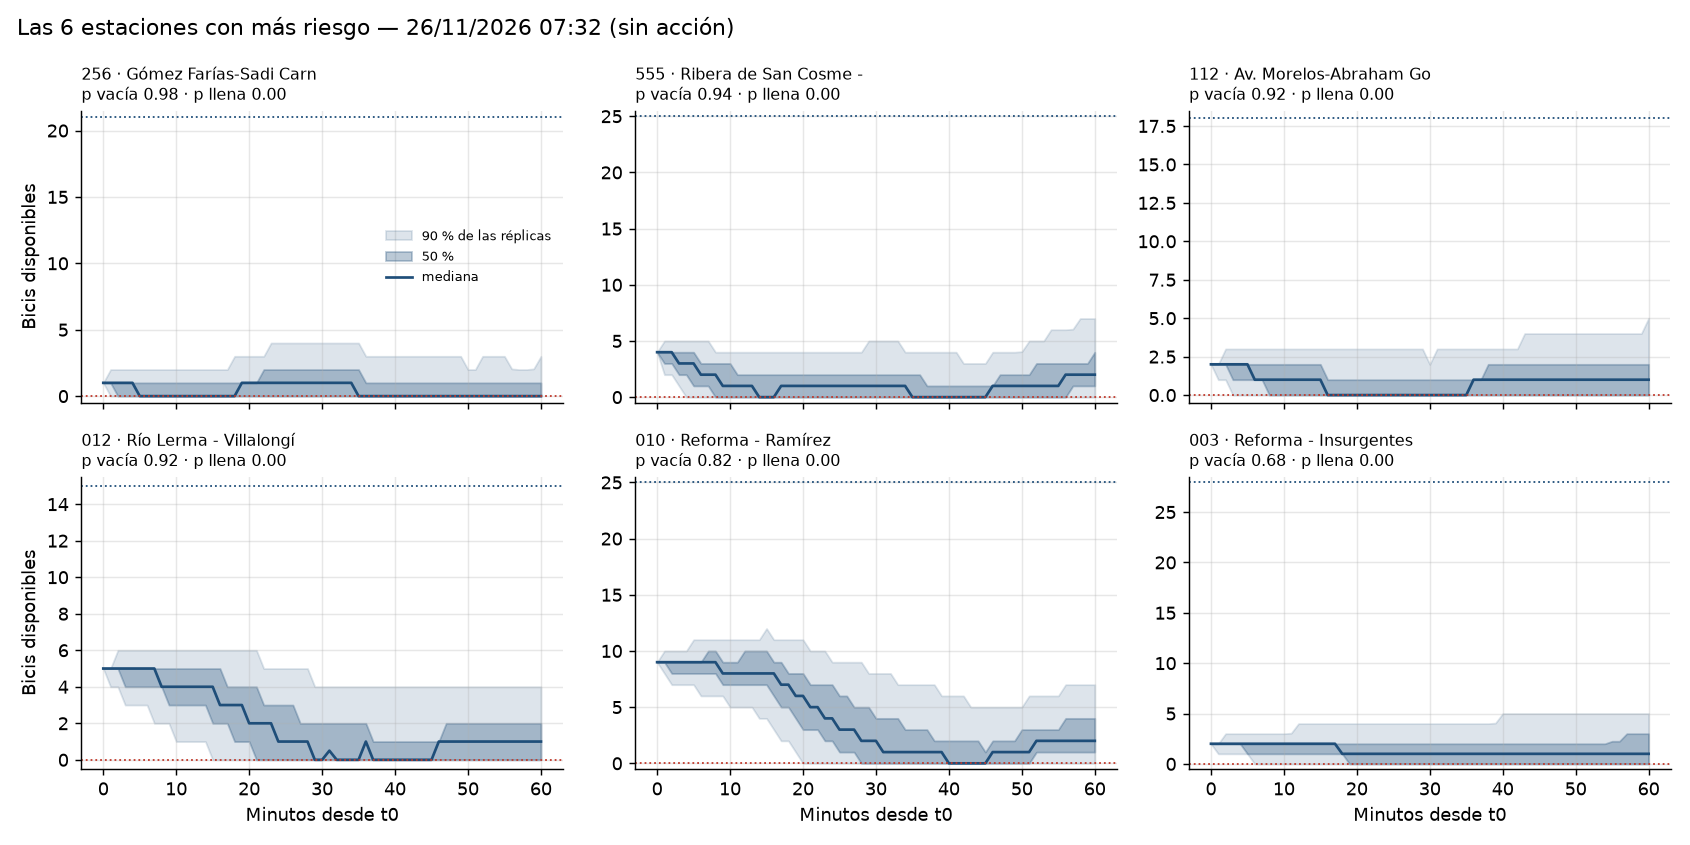 Las 6 estaciones con más riesgo — 26/11/2026 07:32 (sin acción)
256 · Gómez Farías-Sadi Carn
p vacía 0.98 · p llena 0.00
Bicis disponibles
20
15
10
5
0
90 % de las réplicas
50 %
mediana
555 · Ribera de San Cosme -
p vacía 0.94 · p llena 0.00
25
20
15
10
5
0
112 · Av. Morelos-Abraham Go
p vacía 0.92 · p llena 0.00
17.5
15.0
12.5
10.0
7.5
5.0
2.5
0.0
012 · Río Lerma - Villalongí
p vacía 0.92 · p llena 0.00
Bicis disponibles
14
12
10
8
6
4
2
0
0 10 20 30 40 50 60
Minutos desde t0
010 · Reforma - Ramírez
p vacía 0.82 · p llena 0.00
25
20
15
10
5
0
0 10 20 30 40 50 60
Minutos desde t0
003 · Reforma - Insurgentes
p vacía 0.68 · p llena 0.00
25
20
15
10
5
0
0 10 20 30 40 50 60
Minutos desde t0